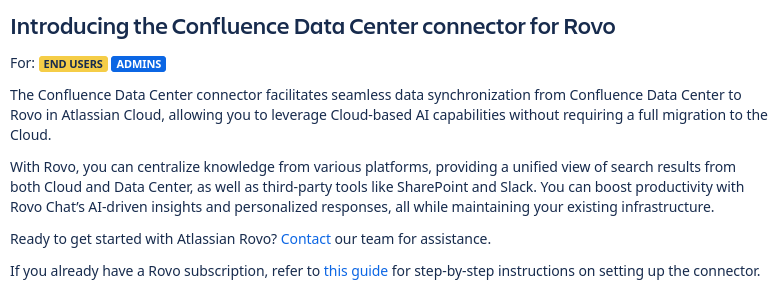 Introducing the Confluence Data Center connector for Rovo
For: END USERS ADMINS
The Confluence Data Center connector facilitates seamless data synchronization from Confluence Data Center to
Rovo in Atlassian Cloud, allowing you to leverage Cloud-based AI capabilities without requiring a full migration to the
Cloud.
With Rovo, you can centralize knowledge from various platforms, providing a unified view of search results from
both Cloud and Data Center, as well as third-party tools like SharePoint and Slack. You can boost productivity with
Rovo Chat's AI-driven insights and personalized responses, all while maintaining your existing infrastructure.
Ready to get started with Atlassian Rovo? Contact our team for assistance.
If you already have a Rovo subscription, refer to this guide for step-by-step instructions on setting up the connector.